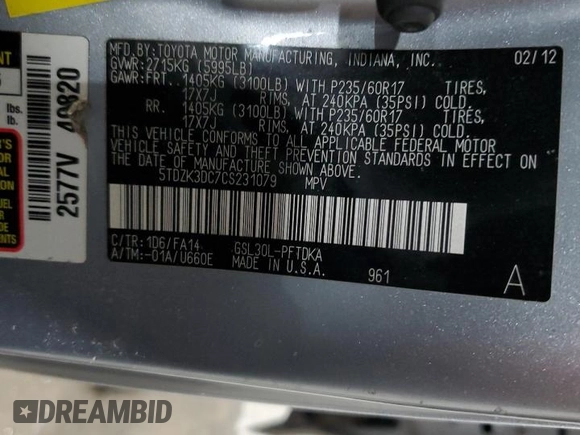 MFD.BY:TOYOTA MOTOR MANUFACTURING, INDIANA, INC. 02/12
GVWR:2715KG (5995LB)
GAWR:FRT. 1405KG (3100LB) WITH P235/60R17 TIRES,
17X7J RIMS, AT 240KPA (35PSI) COLD.
RR. 1405KG (3100LB) WITH P235/60R17 TIRES,
17X7J RIMS, AT 240KPA (35PSI) COLD.
THIS VEHICLE CONFORMS TO ALL APPLICABLE FEDERAL MOTOR
VEHICLE SAFETY AND THEFT PREVENTION STANDARDS IN EFFECT
ON THE DATE OF MANUFACTURE SHOWN ABOVE.
5TDZK3DC7CS231079 MPV
C/TR:1D6/FA14 GSL30L-PFTDKA
A/TM:-01A/U660E MADE IN U.S.A. 961
A
lbs.
Lb.
2577V 49820
DREAMBID